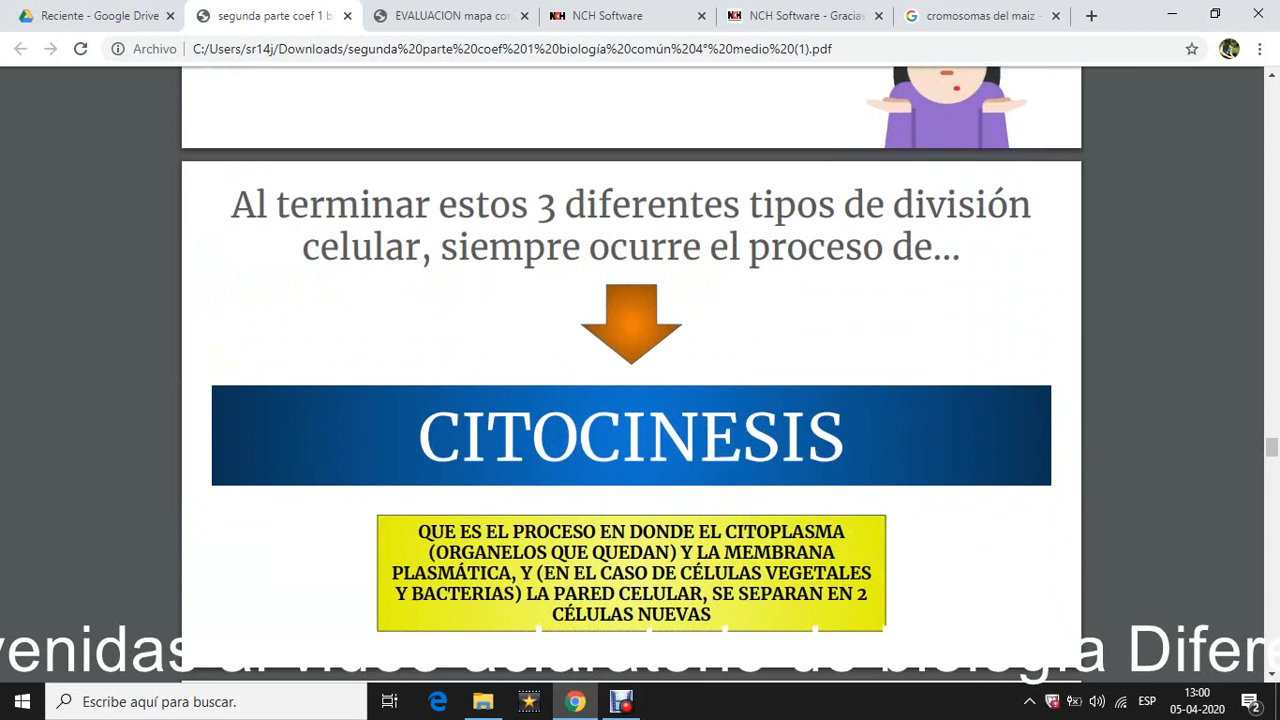 Reciente - Google Drive
segunda parte coef 1 b
EVALUACION mapa con
NCH Software
NCH Software - Gracias
cromosomas del maiz -
Archivo
C:/Users/sr14j/Downloads/segunda%20parte%20coef%201%20biología%20común%204°%20medio%20(1).pdf
Al terminar estos 3 diferentes tipos de división
celular, siempre ocurre el proceso de...
CITOCINESIS
QUE ES EL PROCESO EN DONDE EL CITOPLASMA
(ORGANELOS QUE QUEDAN) Y LA MEMBRANA
PLASMÁTICA, Y (EN EL CASO DE CÉLULAS VEGETALES
Y BACTERIAS) LA PARED CELULAR, SE SEPARAN EN 2
CÉLULAS NUEVAS
venidas al video aclaratorio de biología Difere
Escribe aquí para buscar.
ESP
13:00
05-04-2020
2